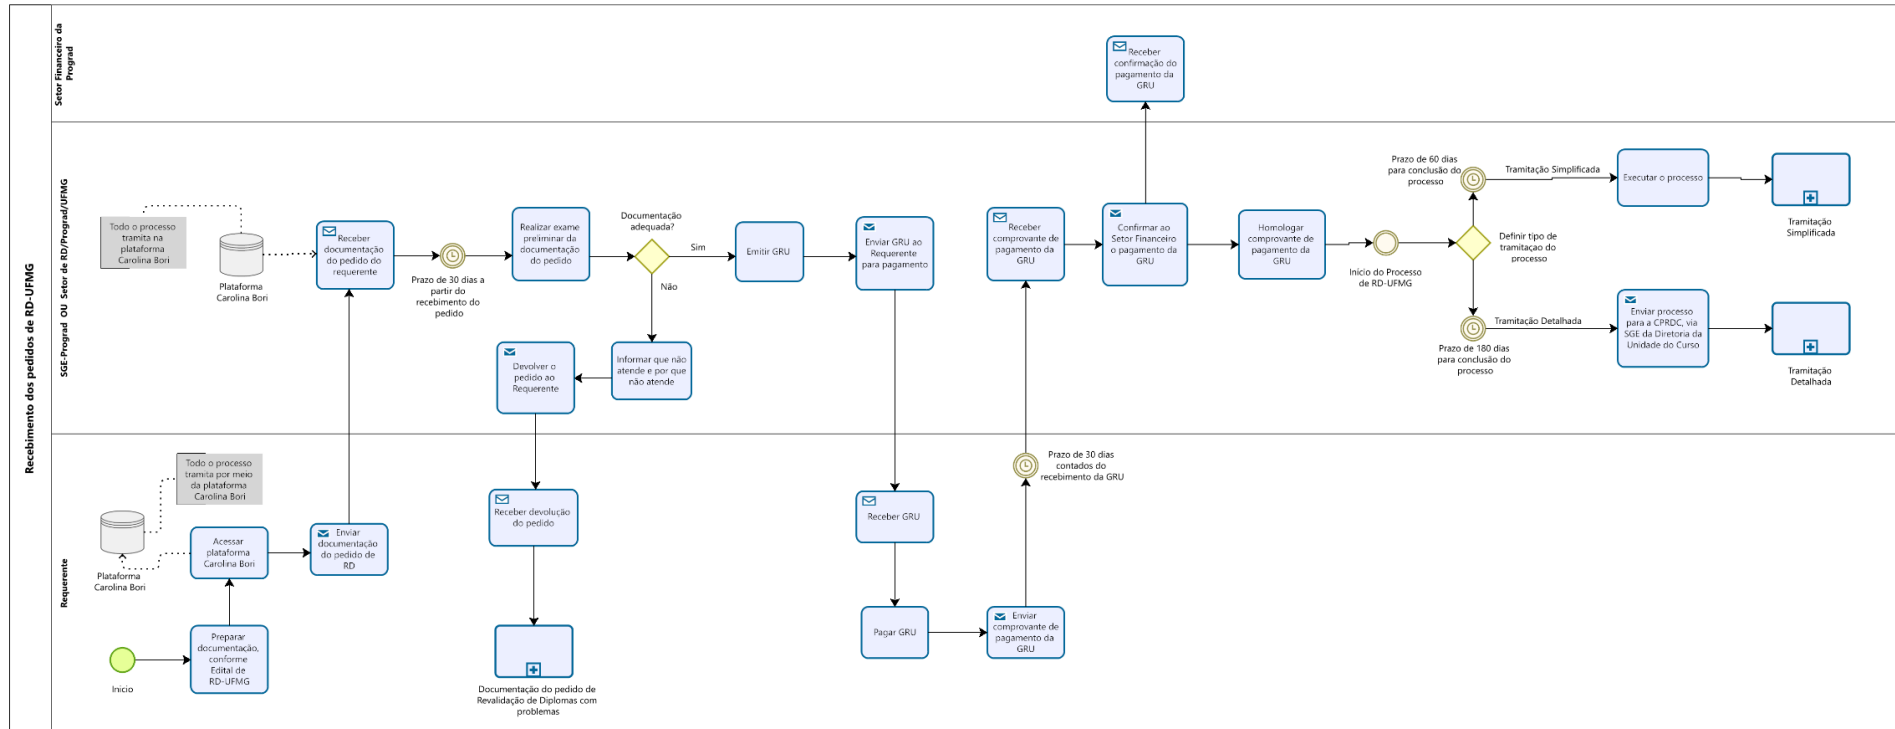 Recebimento dos pedidos de RD-UFMG
Setor Financeiro da
Prograd
Receber
confirmação do
pagamento da
GRU
SGE-Prograd OU Setor de RD/Prograd/UFMG
Todo o processo
tramita na
plataforma
Carolina Bori
Plataforma
Carolina Bori
Receber
documentação
do pedido do
requerente
Prazo de 30 dias a
partir do
recebimento do
pedido
Realizar exame
preliminar da
documentação
do pedido
Documentação
adequada?
Sim
Não
Emitir GRU
Enviar GRU ao
Requerente
para pagamento
Informar que não
atende e por que
não atende
Devolver o
pedido ao
Requerente
Receber
comprovante de
pagamento da
GRU
Confirmar ao
Setor Financeiro
o pagamento da
GRU
Homologar
comprovante de
pagamento da
GRU
Início do Processo
de RD-UFMG
Definir tipo de
tramitaçao do
processo
Prazo de 60 dias
para conclusão do
processo
Tramitação Simplificada
Executar o processo
Tramitação
Simplificada
Prazo de 180 dias
para conclusão do
processo
Tramitação Detalhada
Enviar processo
para a CPRDC, via
SGE da Diretoria da
Unidade do Curso
Tramitação
Detalhada
Requerente
Todo o processo
tramita por meio
da plataforma
Carolina Bori
Plataforma
Carolina Bori
Inicio
Preparar
documentação,
conforme
Edital de
RD-UFMG
Acessar
plataforma
Carolina Bori
Enviar
documentação
do pedido de
RD
Receber devolução
do pedido
Documentação do pedido de
Revalidação de Diplomas com
problemas
Receber GRU
Pagar GRU
Enviar
comprovante de
pagamento da
GRU
Prazo de 30 dias
contados do
recebimento da GRU